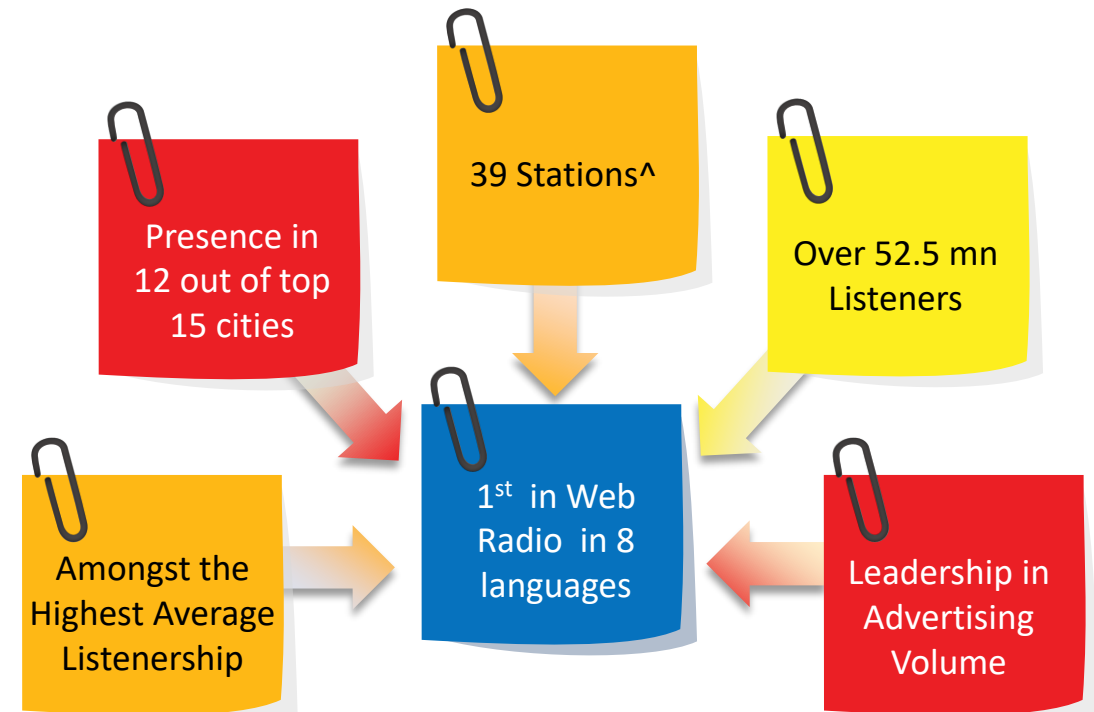 39 Stations^
Presence in
12 out of top
15 cities
Over 52.5 mn
Listeners
1st in Web
Radio in 8
languages
Amongst the
Highest Average
Listenership
Leadership in
Advertising
Volume